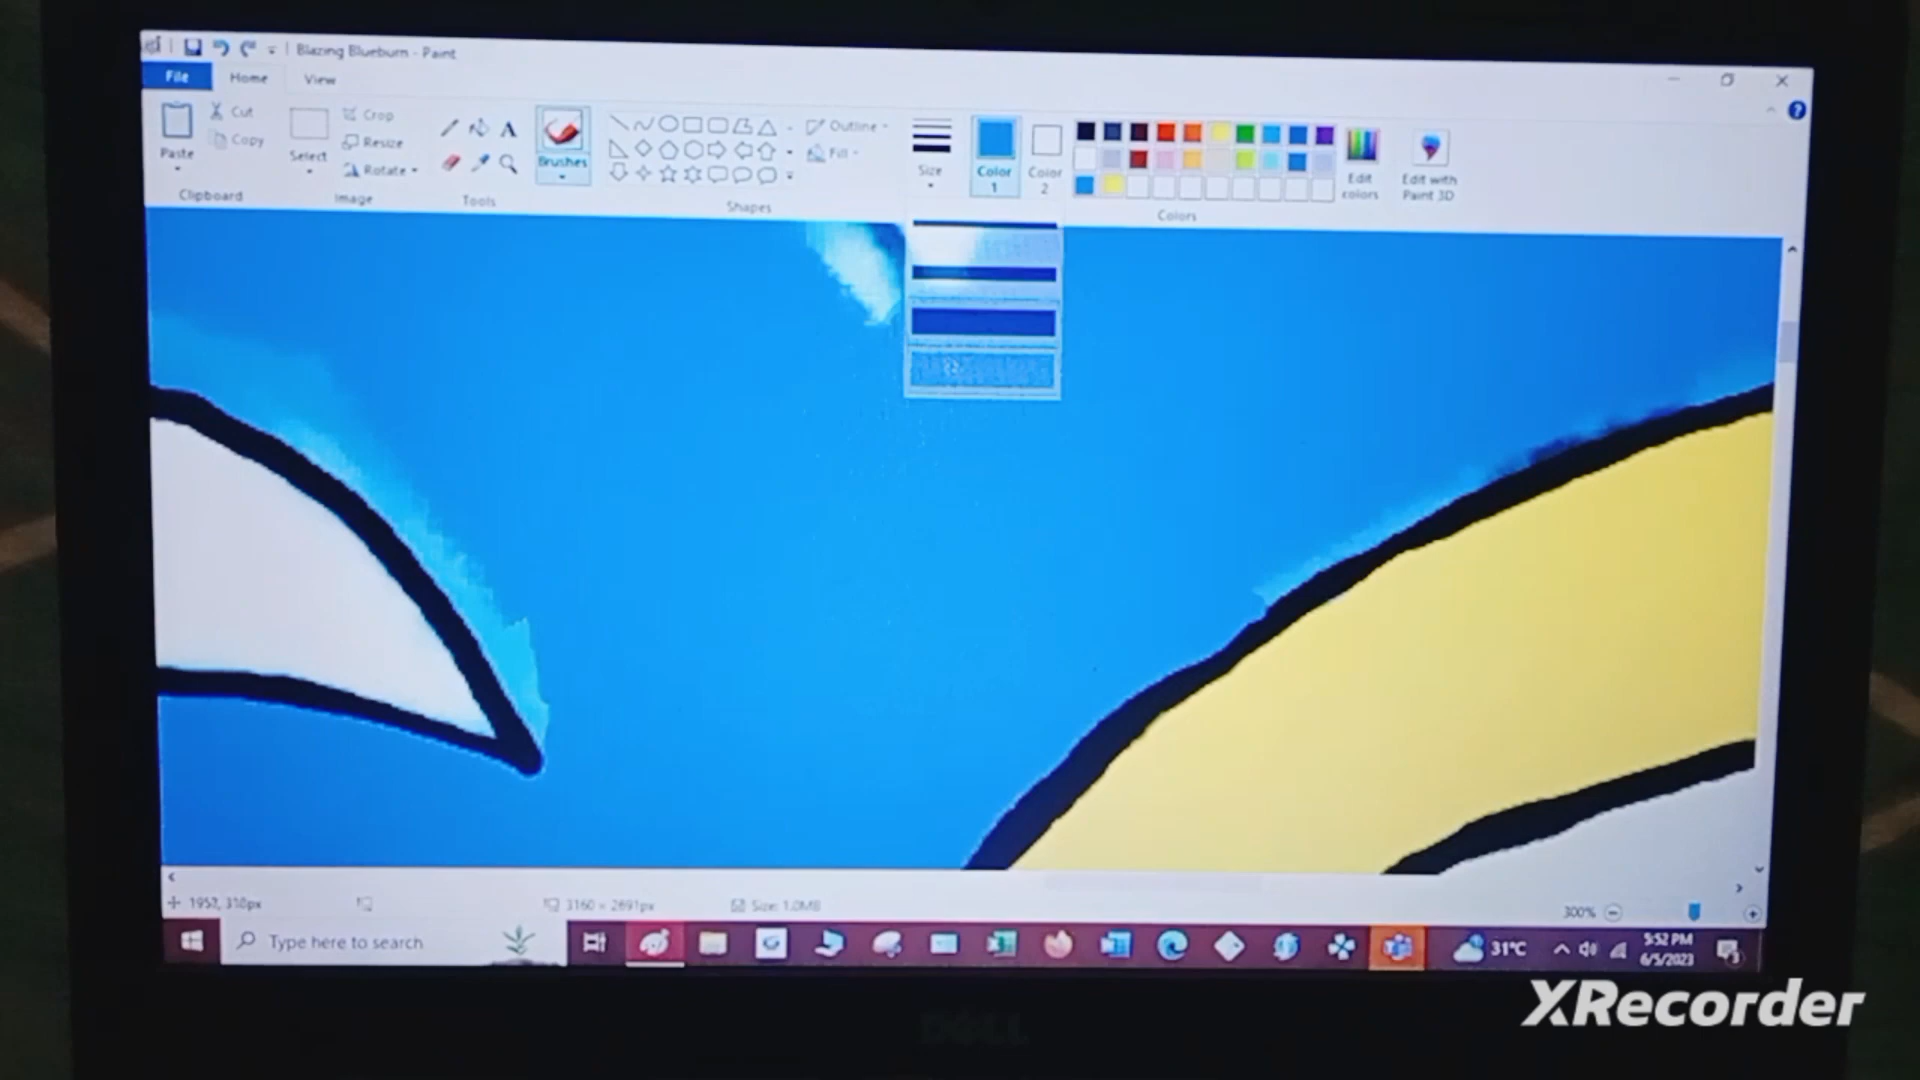 Blazing Blueburn - Paint
File Home View
Paste
Cut
Copy
Clipboard
Select
Crop
Resize
Rotate
Image
Tools
Brushes
Outline
Fill
Shapes
Size
Color
1
Color
2
Edit
colors
Edit with
Paint 3D
Colors
3160 × 2691px
Size: 1.0MB
300%
Type here to search
31°C
5:52 PM
6/5/2023
DELL
XRecorder